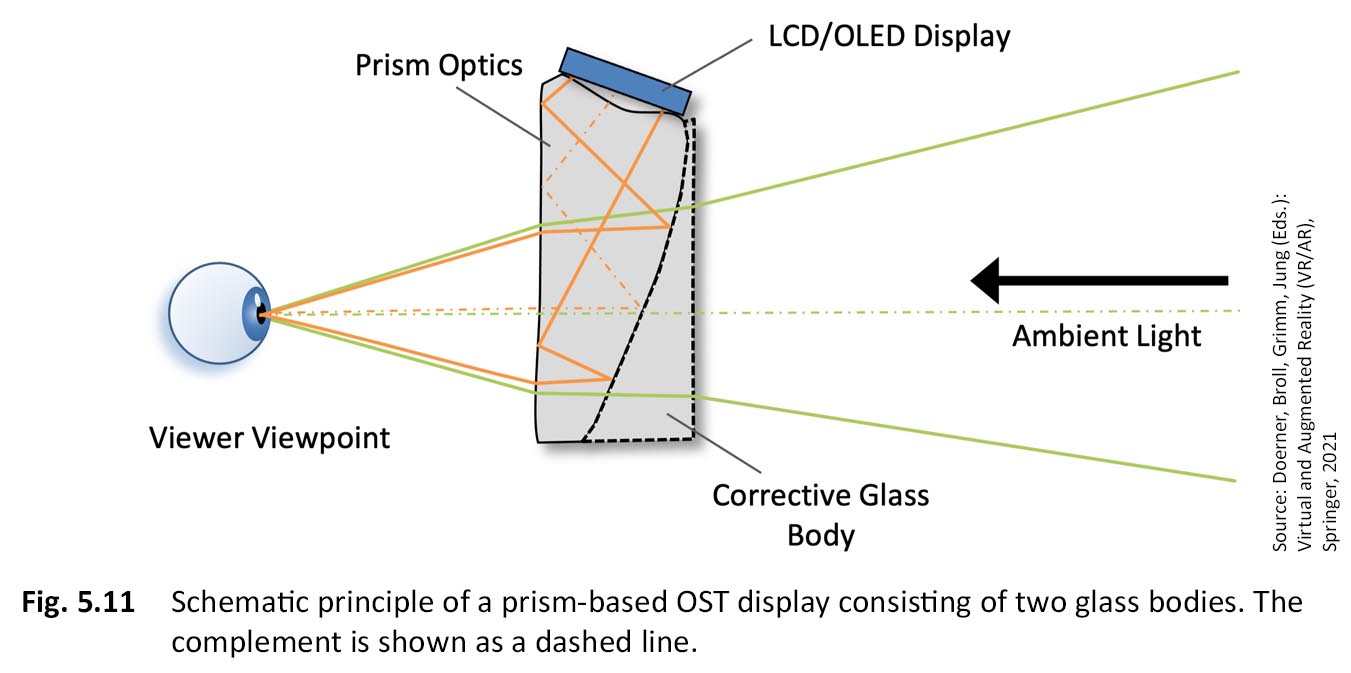 LCD/OLED Display
Prism Optics
Ambient Light
Viewer Viewpoint
Corrective Glass
Body
Source: Doerner, Broll, Grimm, Jung (Eds.):
Virtual and Augmented Reality (VR/AR),
Springer, 2021
Fig. 5.11 Schematic principle of a prism-based OST display consisting of two glass bodies. The
complement is shown as a dashed line.